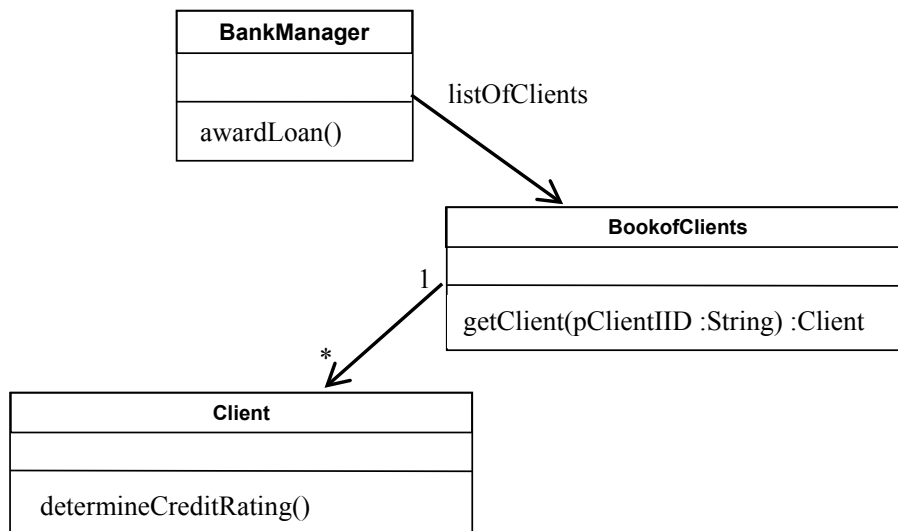 BankManager
listOfClients
awardLoan()
BookofClients
1
getClient(pClientIID :String) :Client
*
Client
determineCreditRating()